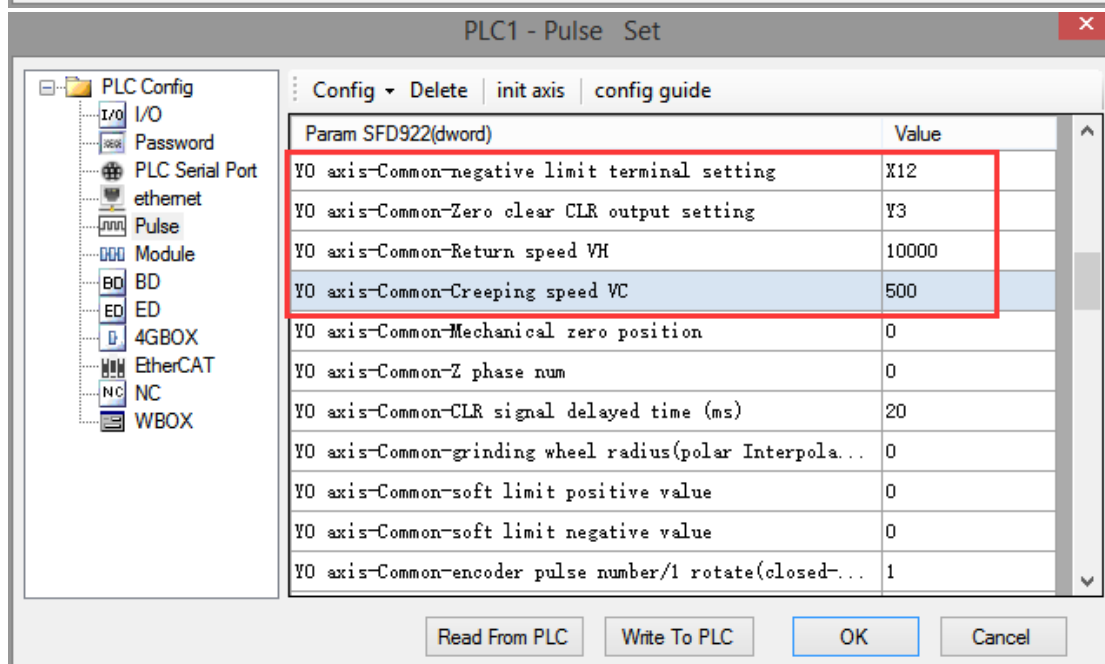 PLC1 - Pulse Set
PLC Config
I/O I/O
Password
PLC Serial Port
ethernet
Pulse
Module
BD BD
ED ED
4GBOX
EtherCAT
NC NC
WBOX
Config Delete init axis config guide
Param SFD922(dword) Value
Y0 axis-Common-negative limit terminal setting X12
Y0 axis-Common-Zero clear CLR output setting Y3
Y0 axis-Common-Return speed VH 10000
Y0 axis-Common-Creeping speed VC 500
Y0 axis-Common-Mechanical zero position 0
Y0 axis-Common-Z phase num 0
Y0 axis-Common-CLR signal delayed time (ms) 20
Y0 axis-Common-grinding wheel radius(polar Interpola... 0
Y0 axis-Common-soft limit positive value 0
Y0 axis-Common-soft limit negative value 0
Y0 axis-Common-encoder pulse number/1 rotate(closed-... 1
Read From PLC Write To PLC OK Cancel